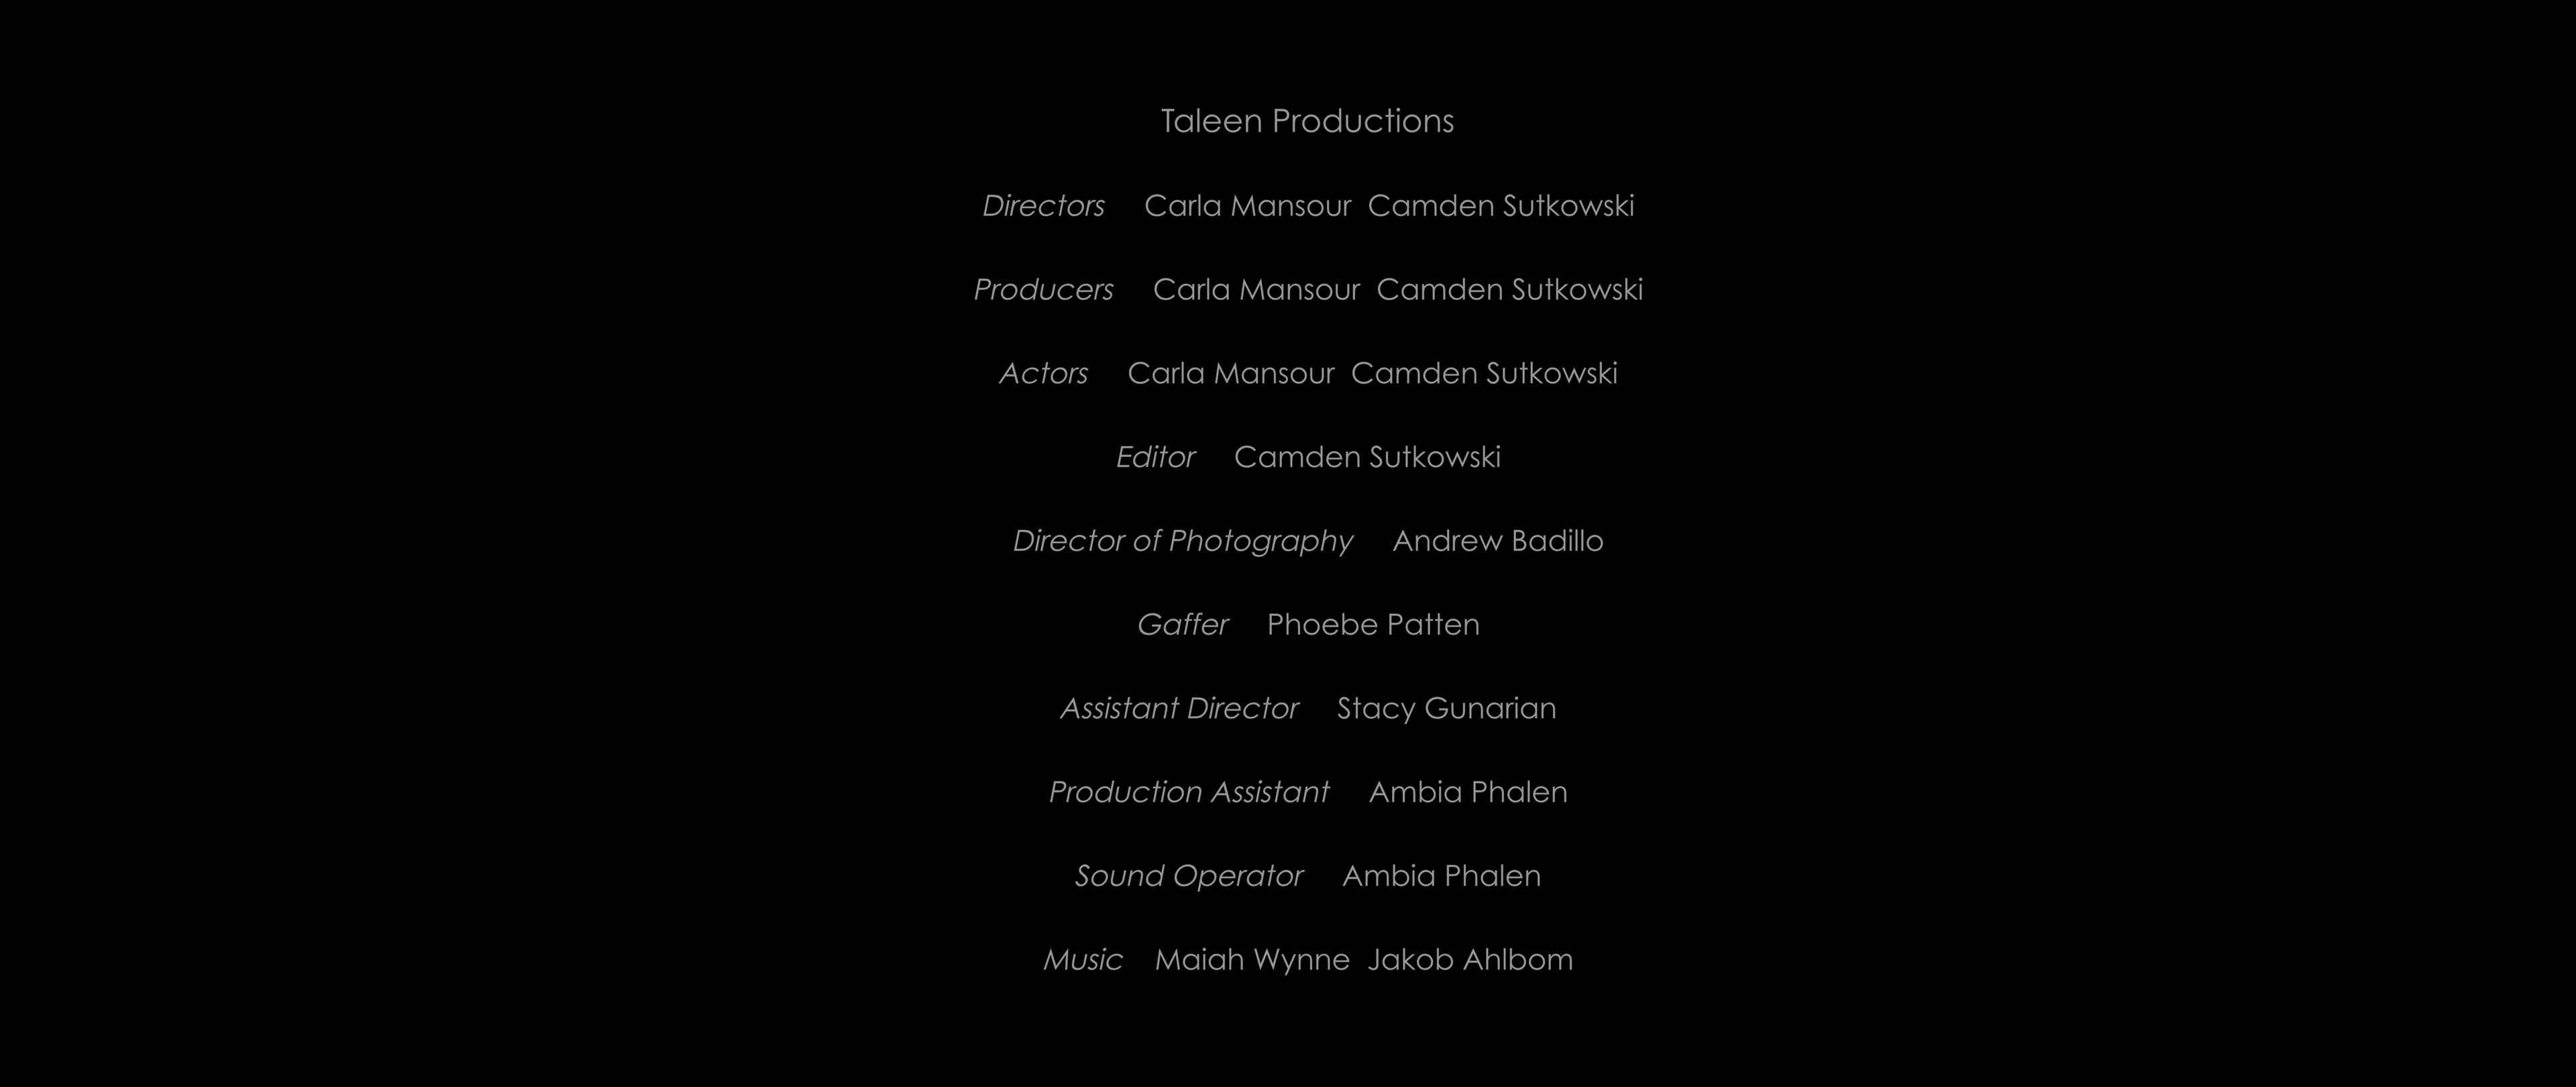 Taleen Productions
Directors Carla Mansour Camden Sutkowski
Producers Carla Mansour Camden Sutkowski
Actors Carla Mansour Camden Sutkowski
Editor Camden Sutkowski
Director of Photography Andrew Badillo
Gaffer Phoebe Patten
Assistant Director Stacy Gunarian
Production Assistant Ambia Phalen
Sound Operator Ambia Phalen
Music Maiah Wynne Jakob Ahlbom